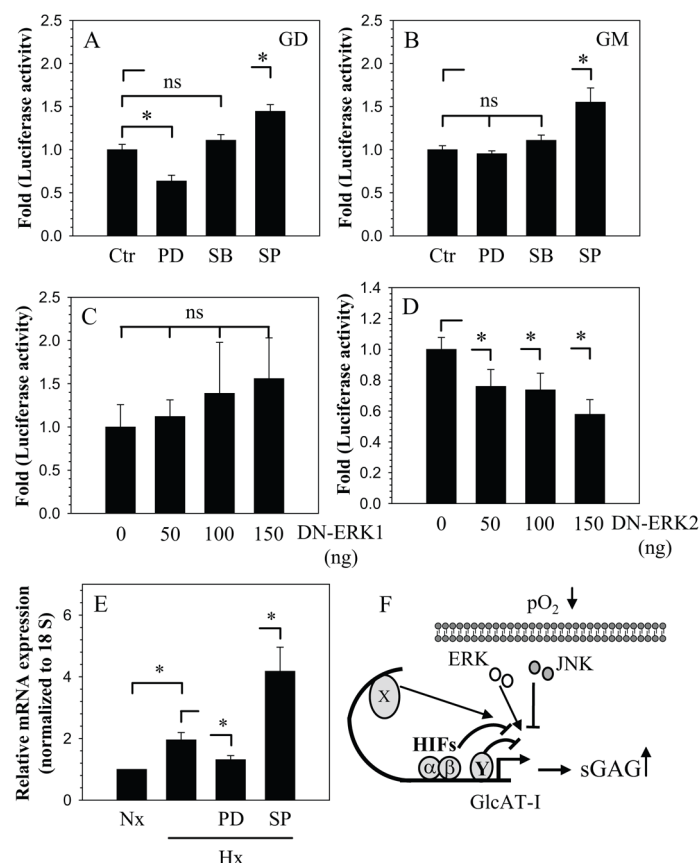 A
GD
Fold (Luciferase activity)
2.5
2.0
1.5
1.0
0.5
0.0
ns
*
*
Ctr PD SB SP
B
GM
Fold (Luciferase activity)
2.5
2.0
1.5
1.0
0.5
0.0
ns
*
Ctr PD SB SP
C
Fold (Luciferase activity)
2.5
2.0
1.5
1.0
0.5
0.0
ns
0 50 100 150 DN-ERK1
(ng)
D
Fold (Luciferase activity)
1.4
1.2
1.0
0.8
0.6
0.4
0.2
0.0
* * *
0 50 100 150 DN-ERK2
(ng)
E
Relative mRNA expression
(normalized to 18 S)
6
4
2
0
*
*
*
Nx PD SP
Hx
F
pO2
ERK
JNK
X
HIFs
α β Y
sGAG
GlcAT-I